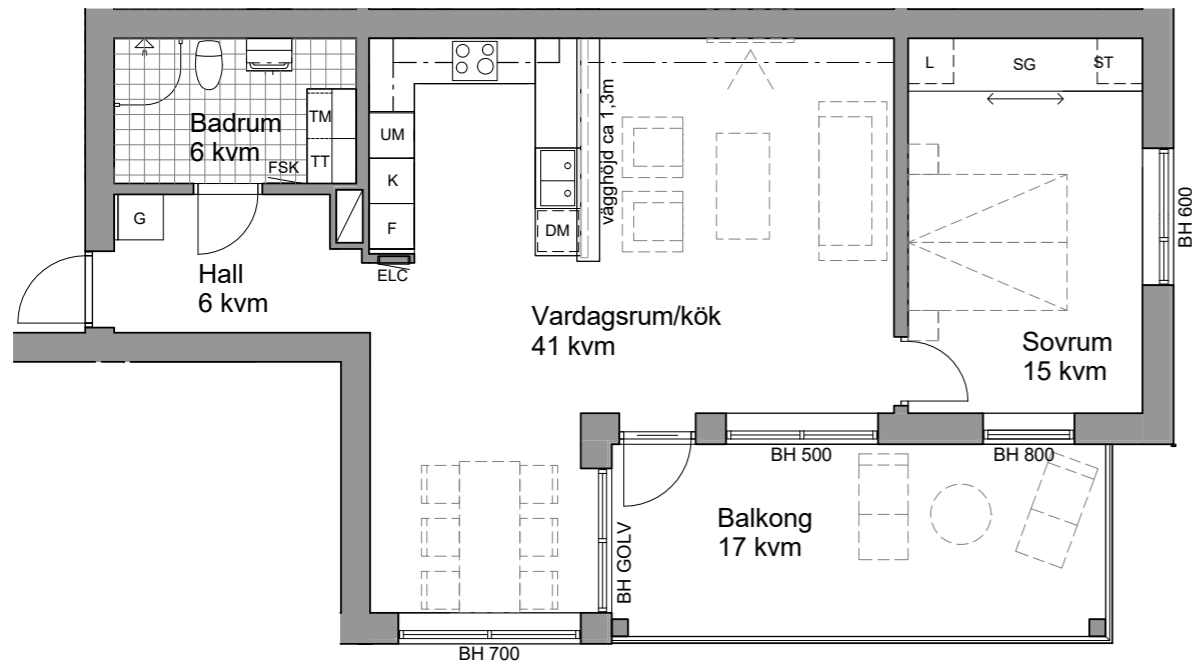 Badrum
6 kvm
TM
TT
FSK
G
Hall
6 kvm
UM
K
F
ELC
DM
vägghöjd ca 1,3m
Vardagsrum/kök
41 kvm
L
SG
ST
BH 600
Sovrum
15 kvm
BH 500
BH 800
Balkong
17 kvm
BH GOLV
BH 700